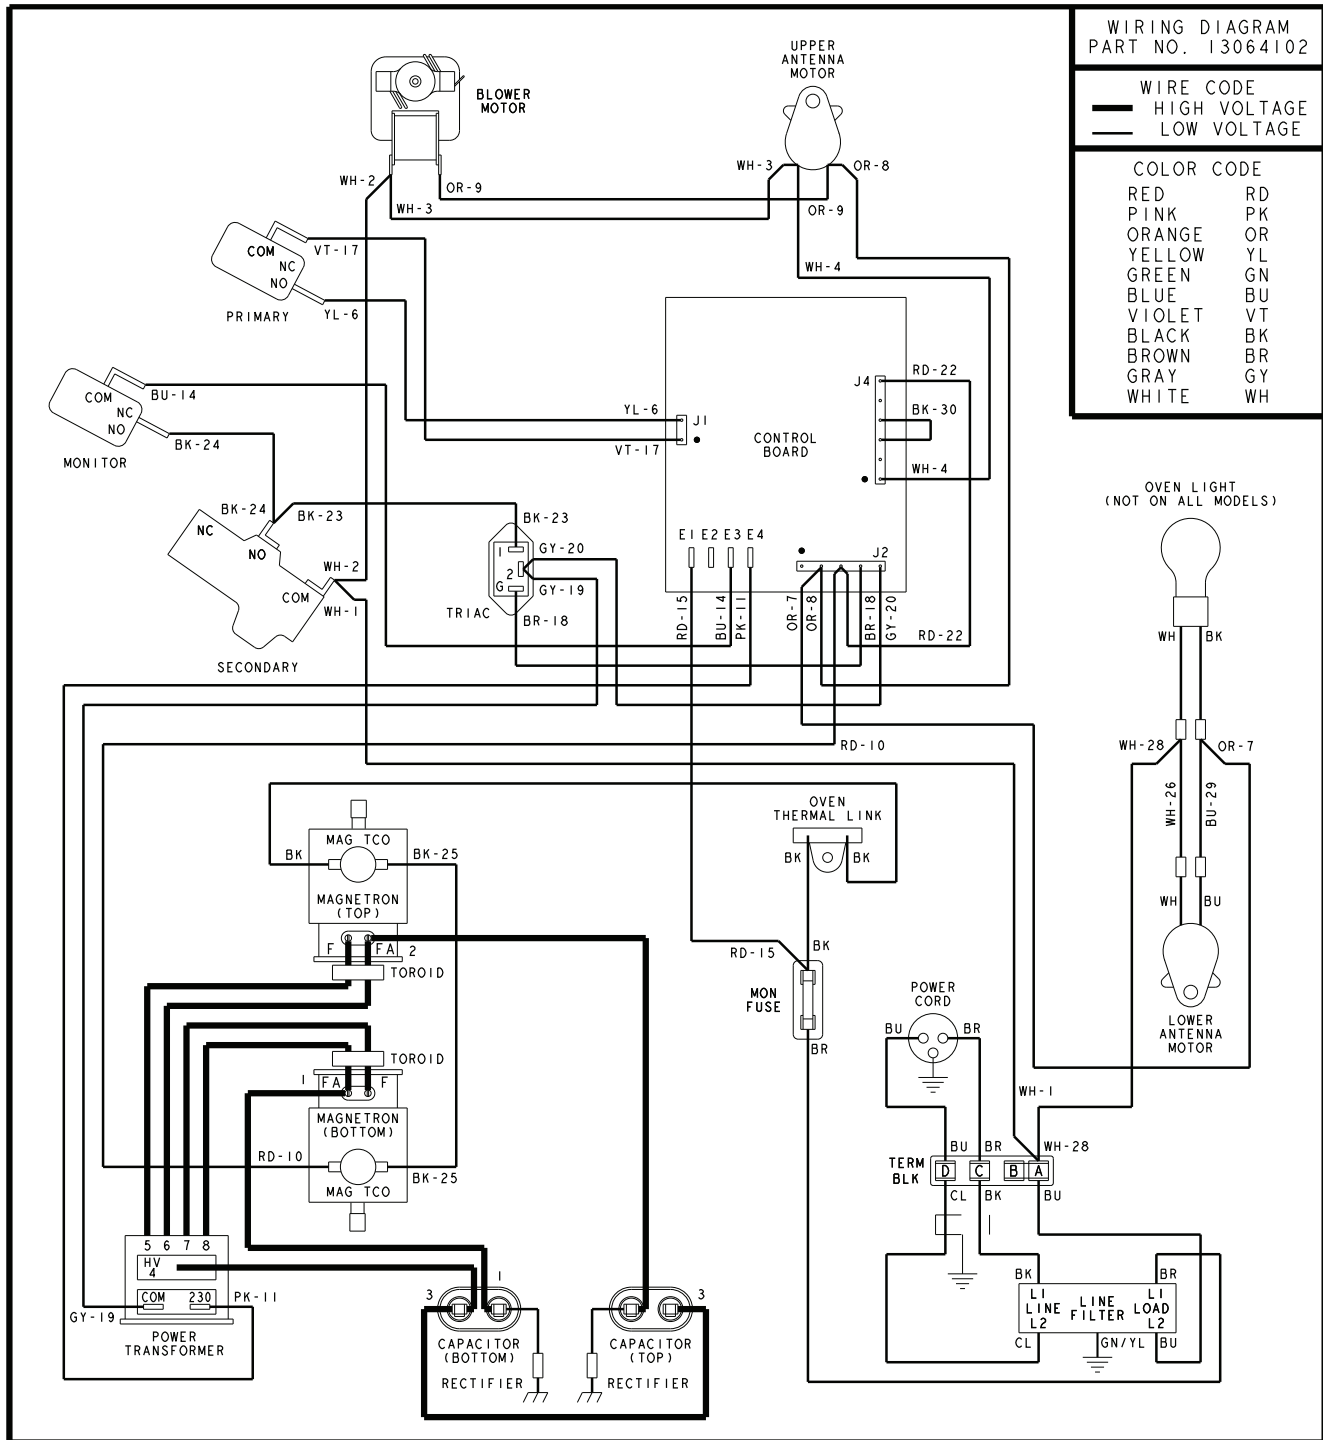 WIRING DIAGRAM
PART NO. 13064102
WIRE CODE
HIGH VOLTAGE
LOW VOLTAGE
COLOR CODE
RED RD
PINK PK
ORANGE OR
YELLOW YL
GREEN GN
BLUE BU
VIOLET VT
BLACK BK
BROWN BR
GRAY GY
WHITE WH
UPPER
ANTENNA
MOTOR
BLOWER
MOTOR
WH-3
OR-8
WH-2
OR-9
WH-3
OR-9
COM
NC
NO
VT-17
WH-4
YL-6
PRIMARY
COM
NC
NO
BU-14
BK-24
MONITOR
RD-22
J4
BK-30
YL-6
J1
VT-17
CONTROL
BOARD
WH-4
OVEN LIGHT
(NOT ON ALL MODELS)
BK-24
BK-23
NC
NO
BK-23
E1 E2 E3 E4
J2
1
2
G
GY-20
GY-19
WH-2
COM
WH-1
TRIAC
BR-18
SECONDARY
RD-15
BU-14
PK-11
OR-7
OR-8
BR-18
GY-20
RD-22
WH BK
RD-10
WH-28
OR-7
WH-26
BU-29
OVEN
THERMAL LINK
BK
BK
MAG TCO
BK
BK-25
MAGNETRON
(TOP)
F FA 2
TOROID
WH BU
BK
RD-15
MON
FUSE
BR
POWER
CORD
BU BR
LOWER
ANTENNA
MOTOR
TOROID
1 FA F
MAGNETRON
(BOTTOM)
RD-10
BK-25
MAG TCO
WH-1
BU BR
WH-28
TERM
BLK
D C B A
CL BK BU
5 6 7 8
HV
4
COM 230
PK-11
GY-19
POWER
TRANSFORMER
1
3
CAPACITOR
(BOTTOM)
RECTIFIER
3
CAPACITOR
(TOP)
RECTIFIER
BK
BR
L1 L1
LINE LINE LOAD
FILTER
L2 L2
CL
GN/YL
BU